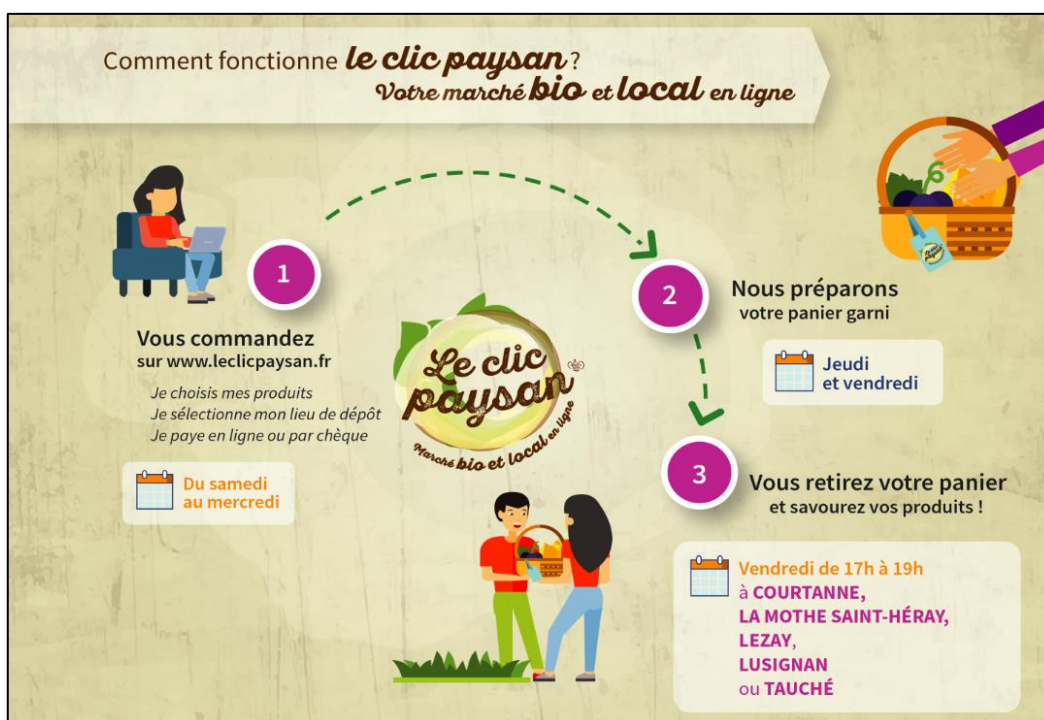 Comment fonctionne le clic paysan ?
Votre marché bio et local en ligne
1
Vous commandez
sur www.leclicpaysan.fr
Je choisis mes produits
Je sélectionne mon lieu de dépôt
Je paye en ligne ou par chèque
Du samedi
au mercredi
2
Nous préparons
votre panier garni
Jeudi
et vendredi
Le clic
paysan
Marché bio et local en ligne
3
Vous retirez votre panier
et savourez vos produits !
Vendredi de 17h à 19h
à COURTANNE,
LA MOTHE SAINT-HÉRAY,
LEZAY,
LUSIGNAN
ou TAUCHÉ